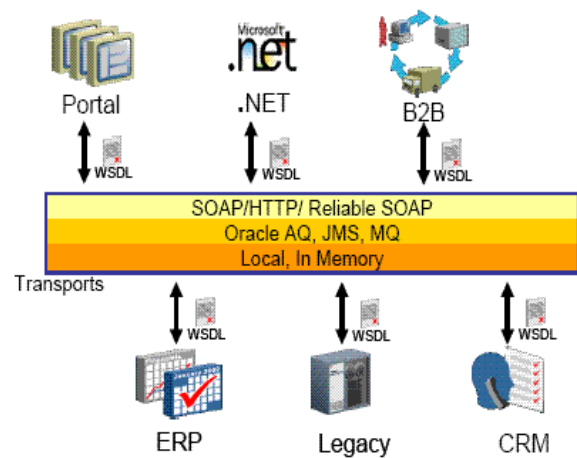 Portal
Microsoft
.net
.NET
B2B
WSDL
WSDL
WSDL
SOAP/HTTP/ Reliable SOAP
Oracle AQ, JMS, MQ
Local, In Memory
Transports
WSDL
WSDL
WSDL
ERP
Legacy
CRM